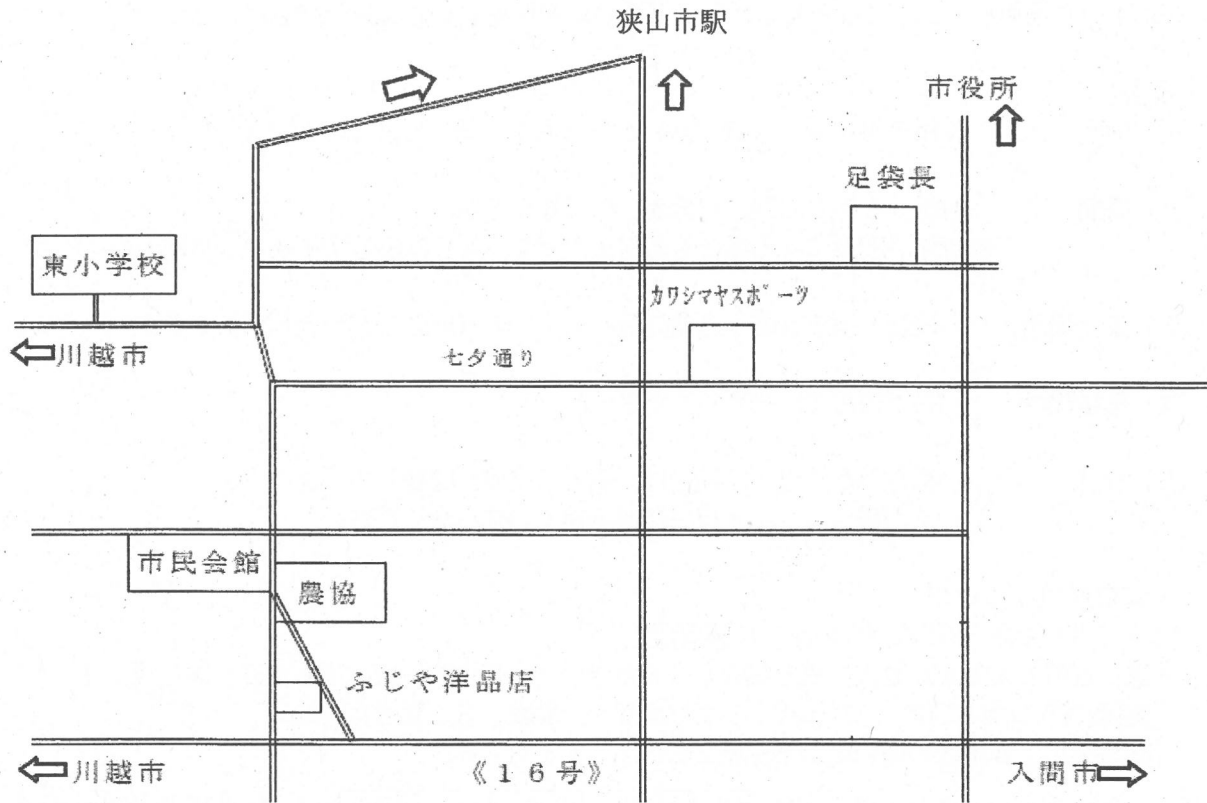 狭山市駅
市役所
足袋長
東小学校
カワシマヤスポーツ
川越市
七夕通り
市民会館
農協
ふじや洋品店
川越市
《16号》
入間市